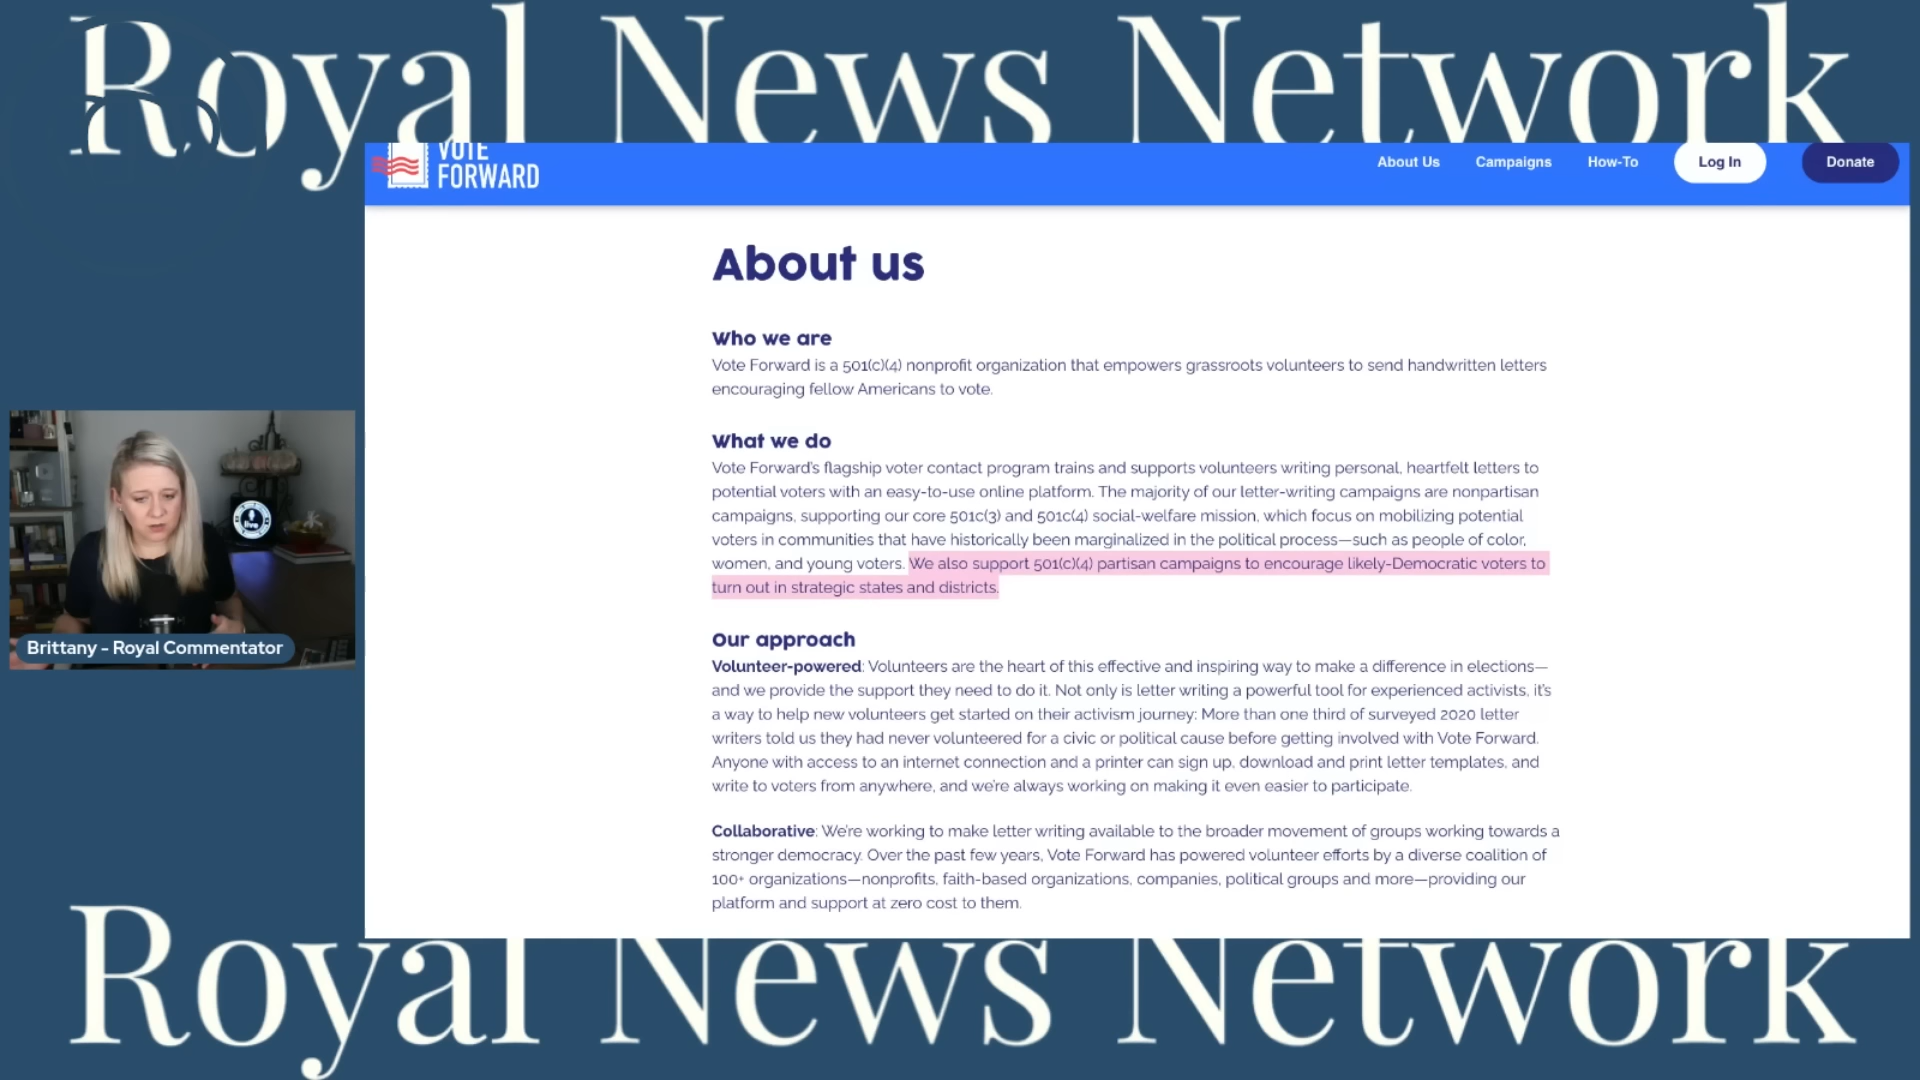 Royal News Network
VOTE
FORWARD
About Us
Campaigns
How-To
Log In
Donate
About us
Who we are
Vote Forward is a 501(c)(4) nonprofit organization that empowers grassroots volunteers to send handwritten letters
encouraging fellow Americans to vote.
What we do
Vote Forward's flagship voter contact program trains and supports volunteers writing personal, heartfelt letters to
potential voters with an easy-to-use online platform. The majority of our letter-writing campaigns are nonpartisan
campaigns, supporting our core 501c(3) and 501c(4) social-welfare mission, which focus on mobilizing potential
voters in communities that have historically been marginalized in the political process—such as people of color,
women, and young voters. We also support 501(c)(4) partisan campaigns to encourage likely-Democratic voters to
turn out in strategic states and districts.
Our approach
Volunteer-powered: Volunteers are the heart of this effective and inspiring way to make a difference in elections—
and we provide the support they need to do it. Not only is letter writing a powerful tool for experienced activists, it's
a way to help new volunteers get started on their activism journey: More than one third of surveyed 2020 letter
writers told us they had never volunteered for a civic or political cause before getting involved with Vote Forward.
Anyone with access to an internet connection and a printer can sign up, download and print letter templates, and
write to voters from anywhere, and we're always working on making it even easier to participate.
Collaborative: We're working to make letter writing available to the broader movement of groups working towards a
stronger democracy. Over the past few years, Vote Forward has powered volunteer efforts by a diverse coalition of
100+ organizations—nonprofits, faith-based organizations, companies, political groups and more—providing our
platform and support at zero cost to them.
live
Brittany - Royal Commentator
Royal News Network